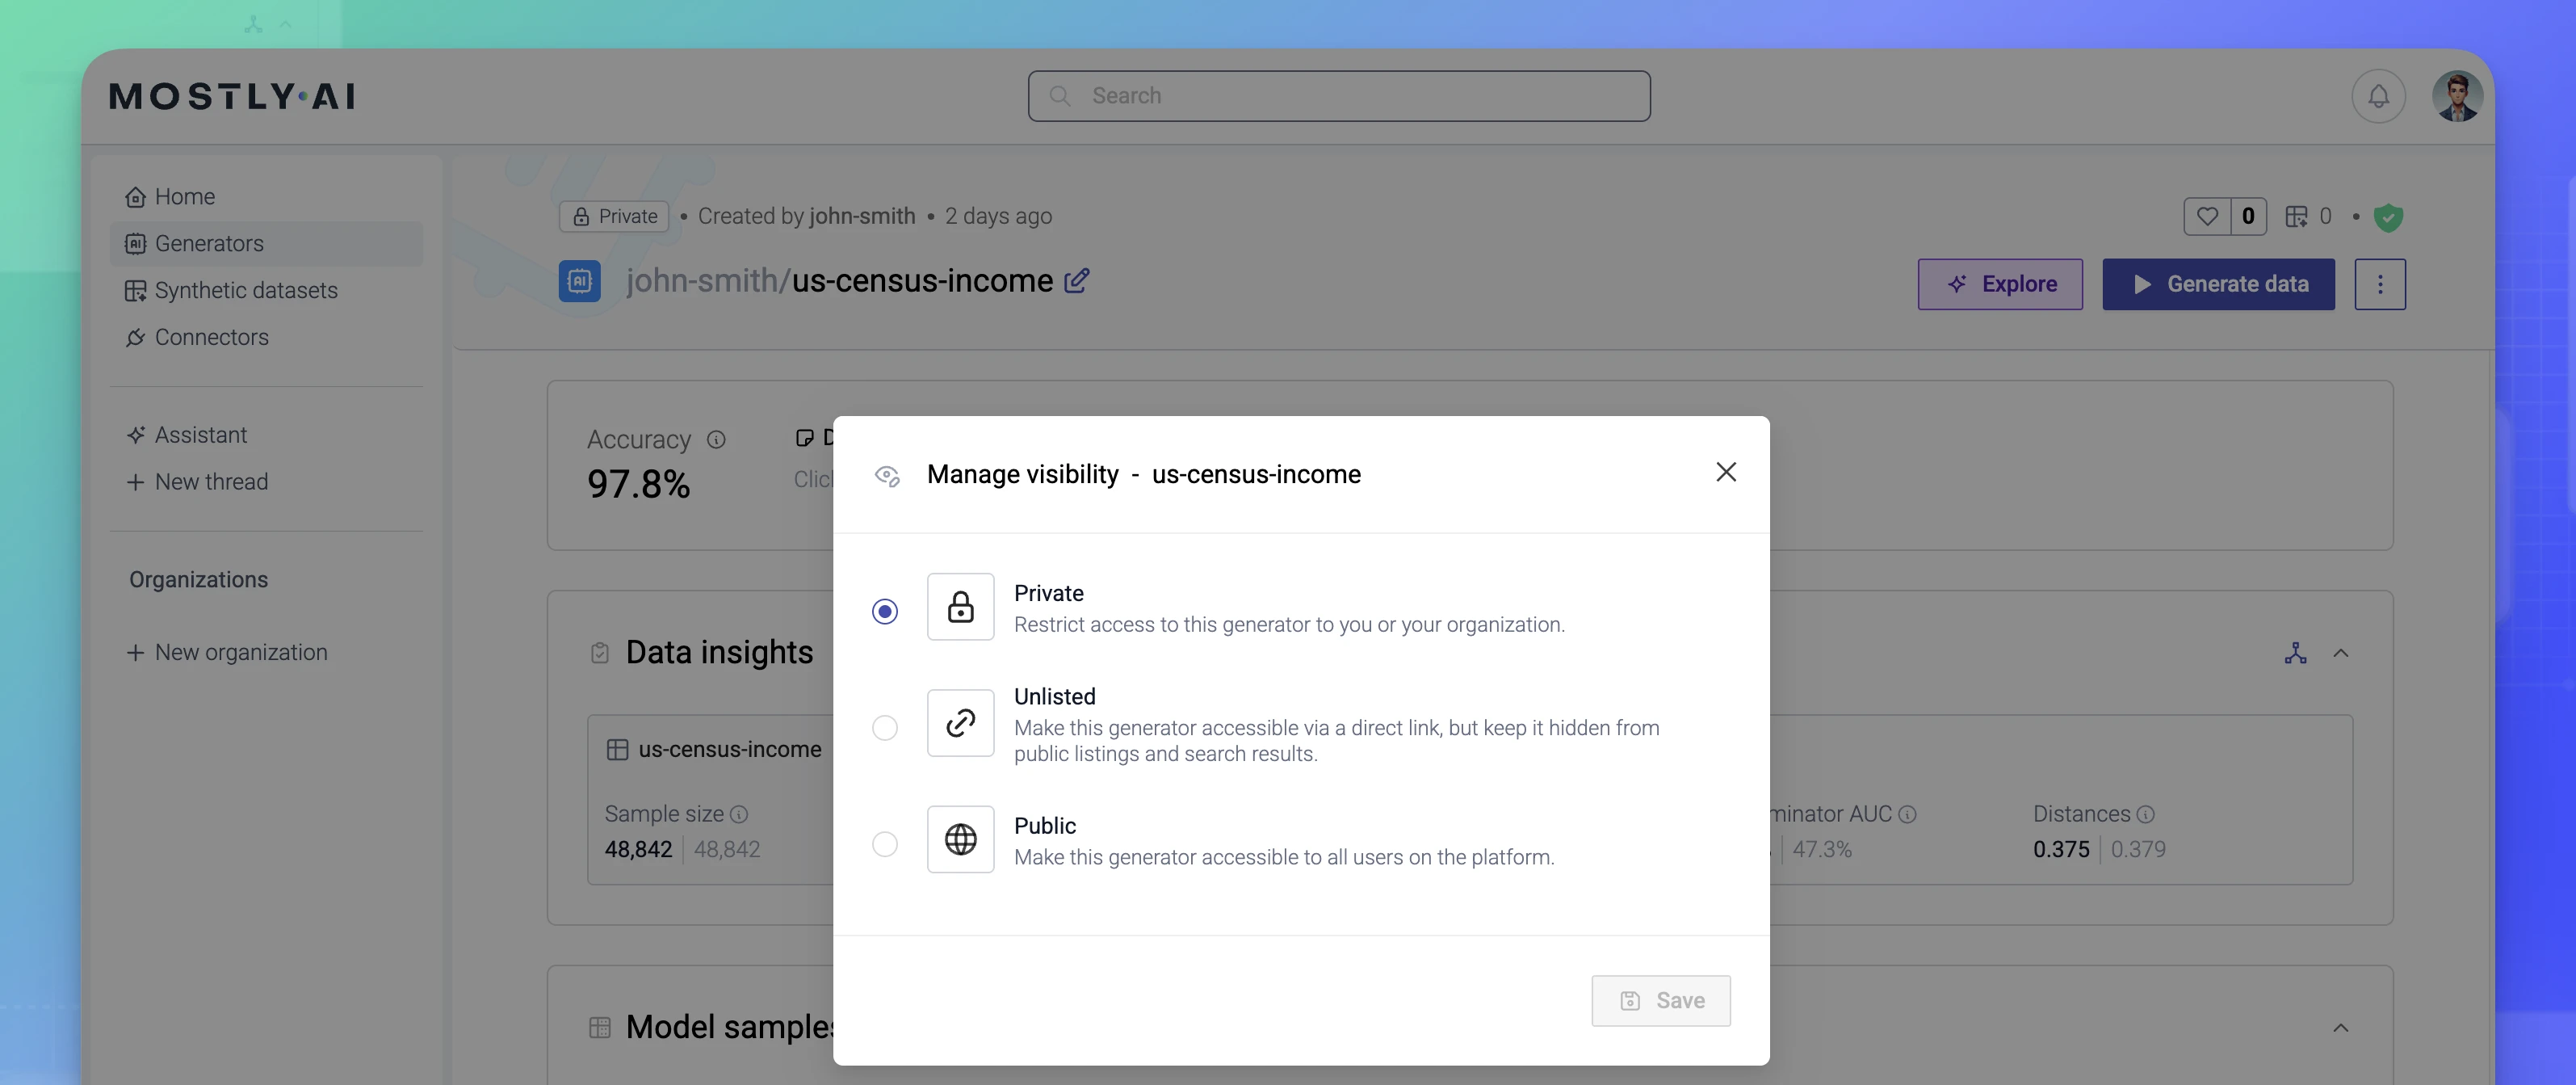 MOSTLY•AI
Search
Home
Generators
Synthetic datasets
Connectors
Assistant
New thread
Organizations
New organization
Private • Created by john-smith • 2 days ago
0
0
john-smith/us-census-income
Explore
Generate data
Accuracy
97.8%
Data insights
us-census-income
Sample size
48,842
48,842
minator AUC
47.3%
Distances
0.375
0.379
Model samples
Manage visibility - us-census-income
Private
Restrict access to this generator to you or your organization.
Unlisted
Make this generator accessible via a direct link, but keep it hidden from
public listings and search results.
Public
Make this generator accessible to all users on the platform.
Save